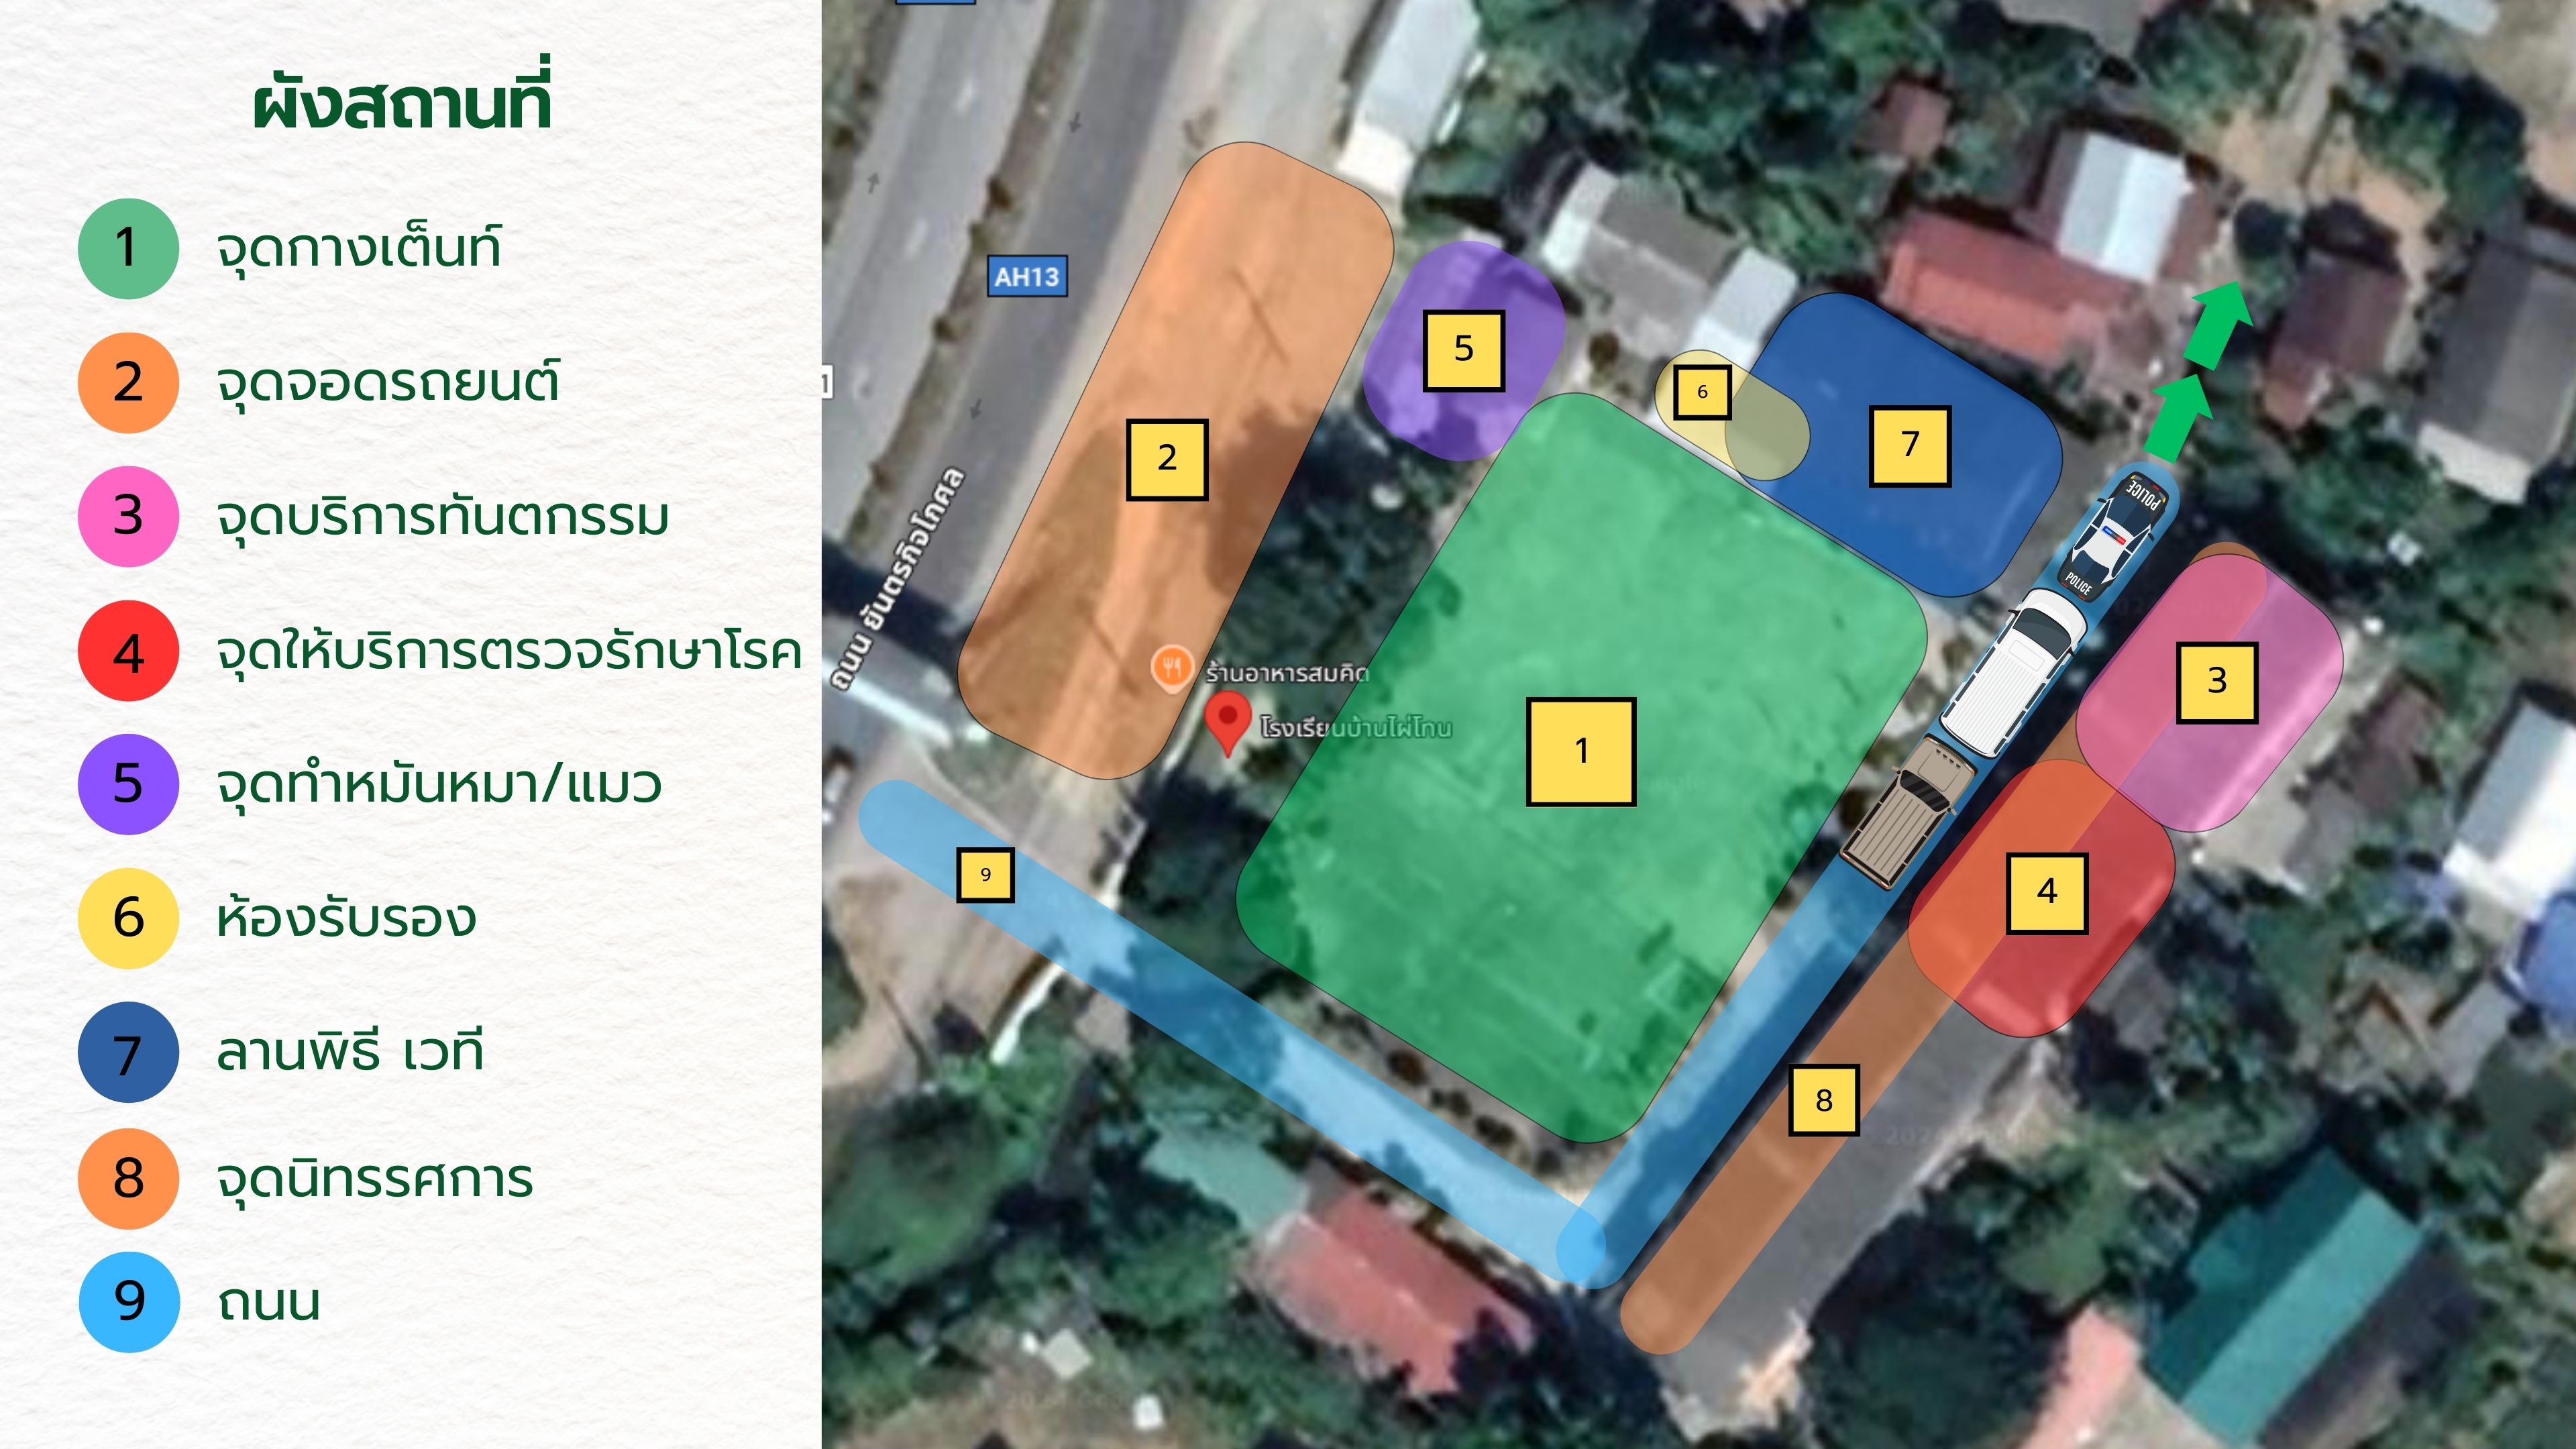 ผังสถานที่
1 จุดกางเต็นท์
2 จุดจอดรถยนต์
3 จุดบริการทันตกรรม
4 จุดให้บริการตรวจรักษาโรค
5 จุดทำหมันหมา/แมว
6 ห้องรับรอง
7 ลานพิธี เวที
8 จุดนิทรรศการ
9 ถนน
AH13
1
ถนน ยันตรกิจโกศล
2
5
6
7
POLICE
POLICE
ร้านอาหารสมคิด
โรงเรียนบ้านไผ่โทน
1
3
4
9
8